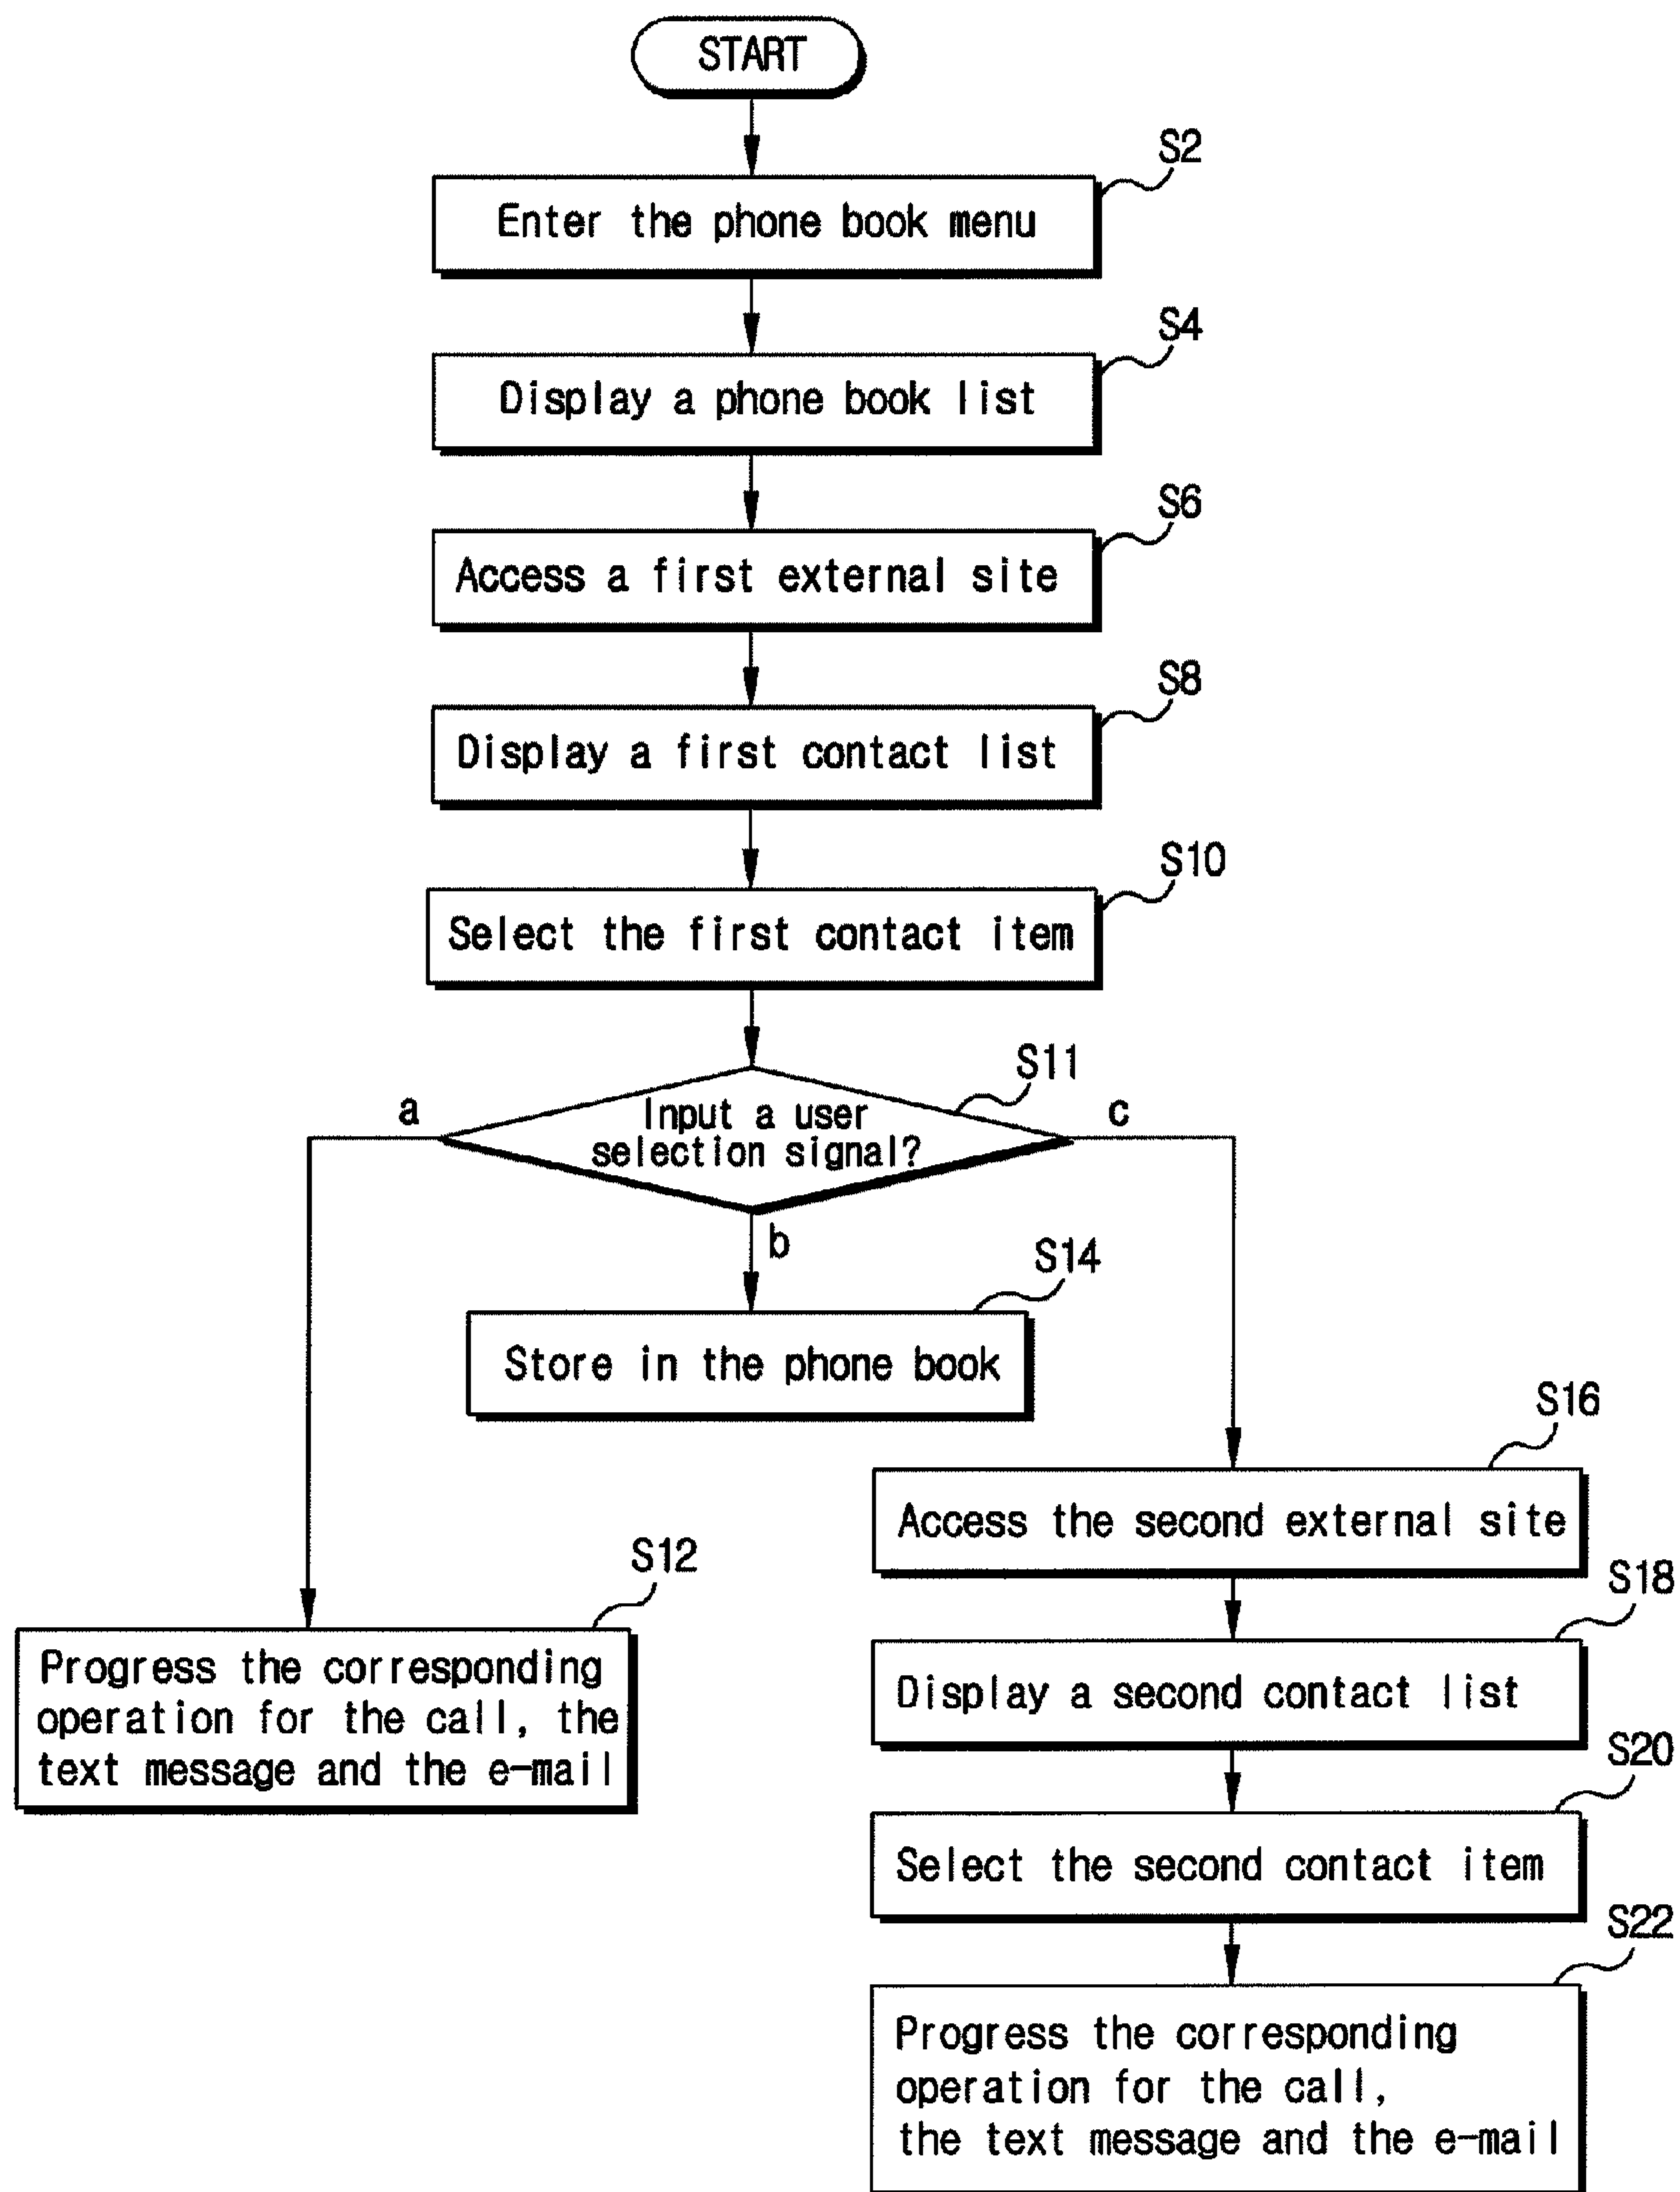 START
S2
Enter the phone book menu
S4
Display a phone book list
S6
Access a first external site
S8
Display a first contact list
S10
Select the first contact item
S11
a
Input a user
selection signal?
c
b
S14
Store in the phone book
S16
Access the second external site
S12
Progress the corresponding
operation for the call, the
text message and the e-mail
S18
Display a second contact list
S20
Select the second contact item
S22
Progress the corresponding
operation for the call,
the text message and the e-mail